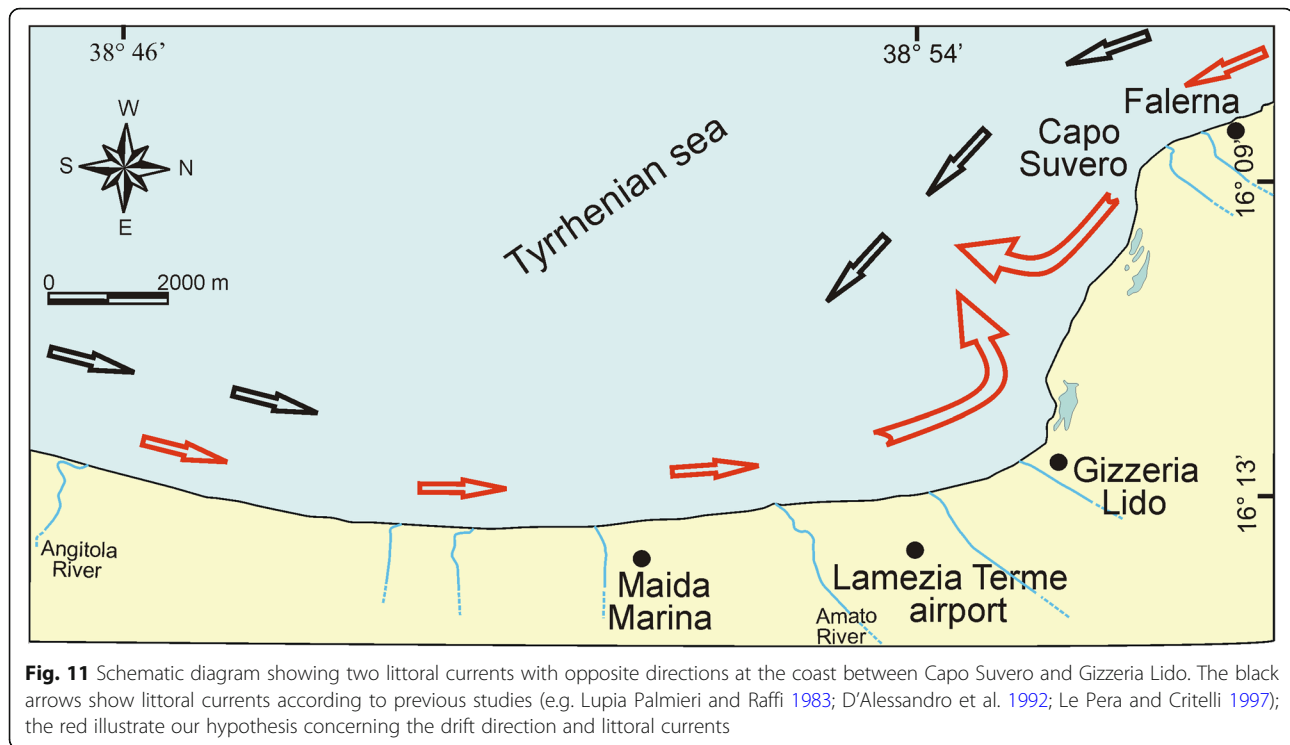 38° 46'
38° 54'
W
S
N
E
0
2000 m
Tyrrhenian sea
Falerna
Capo
Suvero
16° 09'
Gizzeria
Lido
16° 13'
Angitola
River
Maida
Marina
Lamezia Terme
airport
Amato
River
Fig. 11 Schematic diagram showing two littoral currents with opposite directions at the coast between Capo Suvero and Gizzeria Lido. The black
arrows show littoral currents according to previous studies (e.g. Lupia Palmieri and Raffi 1983; D'Alessandro et al. 1992; Le Pera and Critelli 1997);
the red illustrate our hypothesis concerning the drift direction and littoral currents